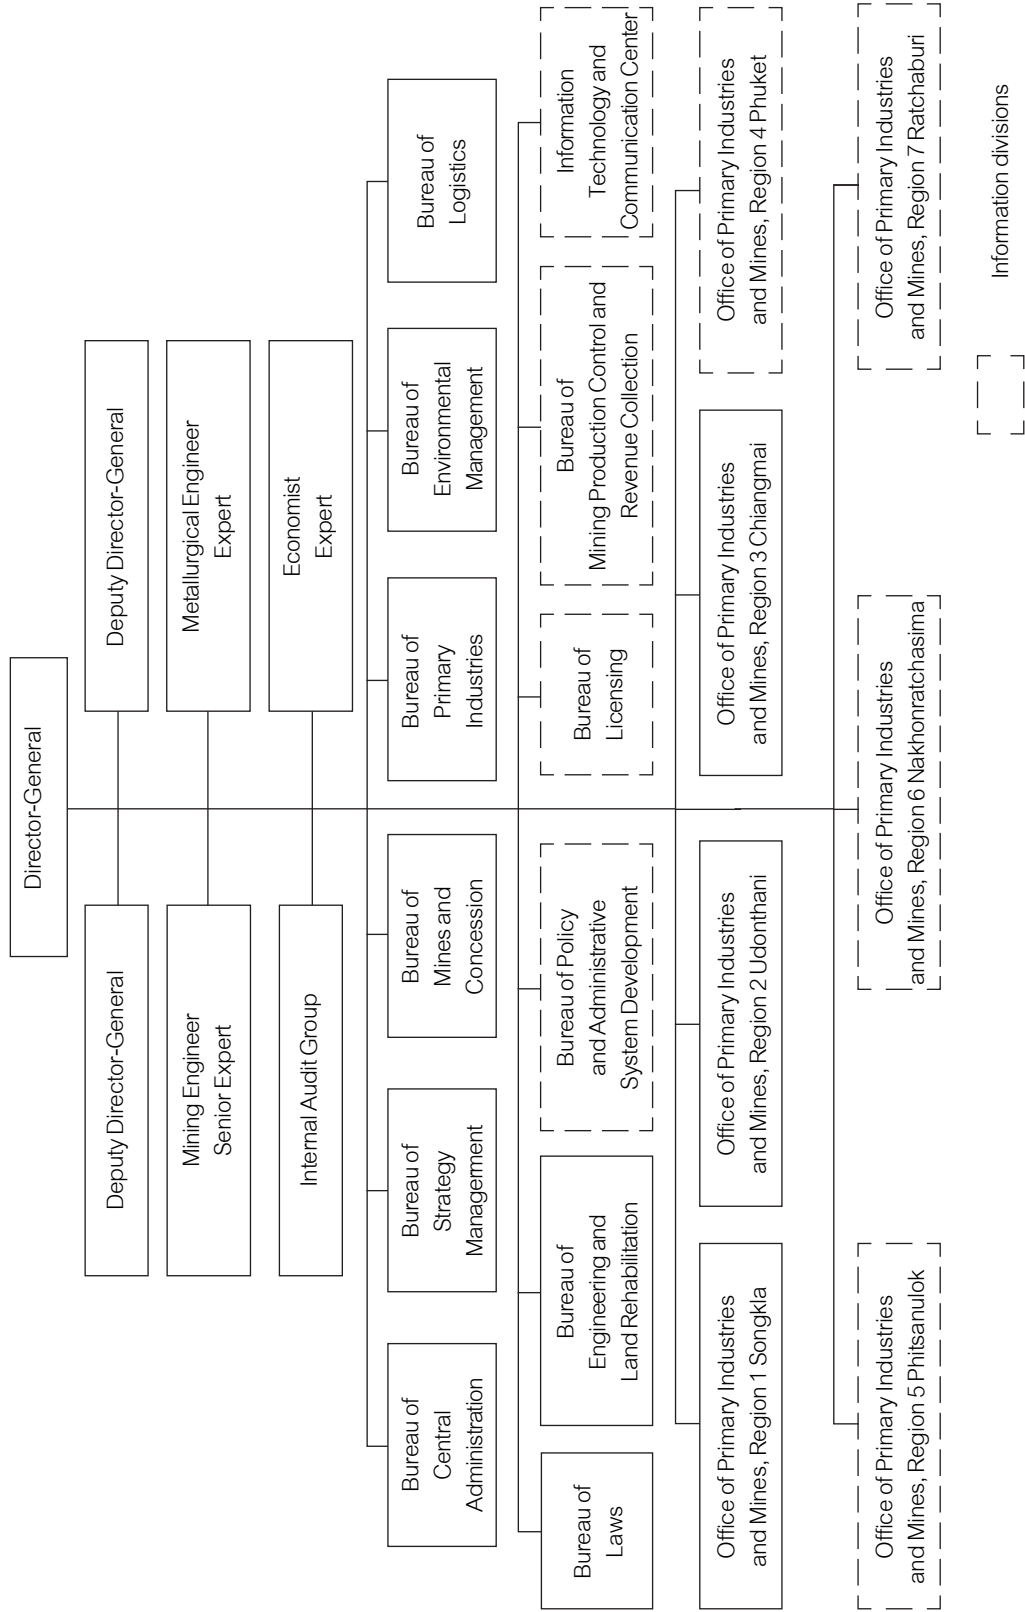 Director-General
Deputy Director-General
Deputy Director-General
Mining Engineer
Senior Expert
Metallurgical Engineer
Expert
Internal Audit Group
Economist
Expert
Bureau of
Central
Administration
Bureau of
Strategy
Management
Bureau of
Mines and
Concession
Bureau of
Primary
Industries
Bureau of
Environmental
Management
Bureau of
Logistics
Bureau of
Laws
Bureau of
Engineering and
Land Rehabilitation
Bureau of Policy
and Administrative
System Development
Bureau of
Licensing
Bureau of
Mining Production Control and
Revenue Collection
Information
Technology and
Communication Center
Office of Primary Industries
and Mines, Region 1 Songkla
Office of Primary Industries
and Mines, Region 2 Udonthani
Office of Primary Industries
and Mines, Region 3 Chiangmai
Office of Primary Industries
and Mines, Region 4 Phuket
Office of Primary Industries
and Mines, Region 5 Phitsanulok
Office of Primary Industries
and Mines, Region 6 Nakhonratchasima
Office of Primary Industries
and Mines, Region 7 Ratchaburi
Information divisions